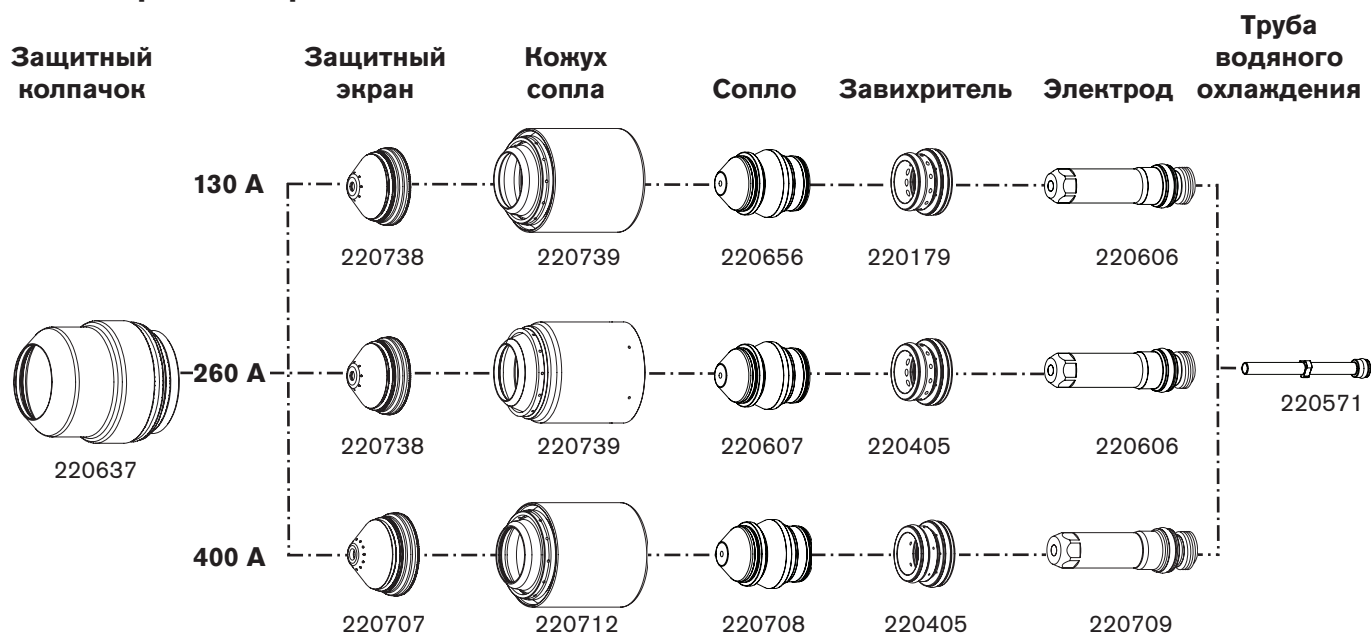 Защитный
колпачок
Защитный
экран
Кожух
сопла
Сопло
Завихритель
Электрод
Труба
водяного
охлаждения
130 A
220738
220739
220656
220179
220606
260 A
220637
220738
220739
220607
220405
220606
220571
400 A
220707
220712
220708
220405
220709